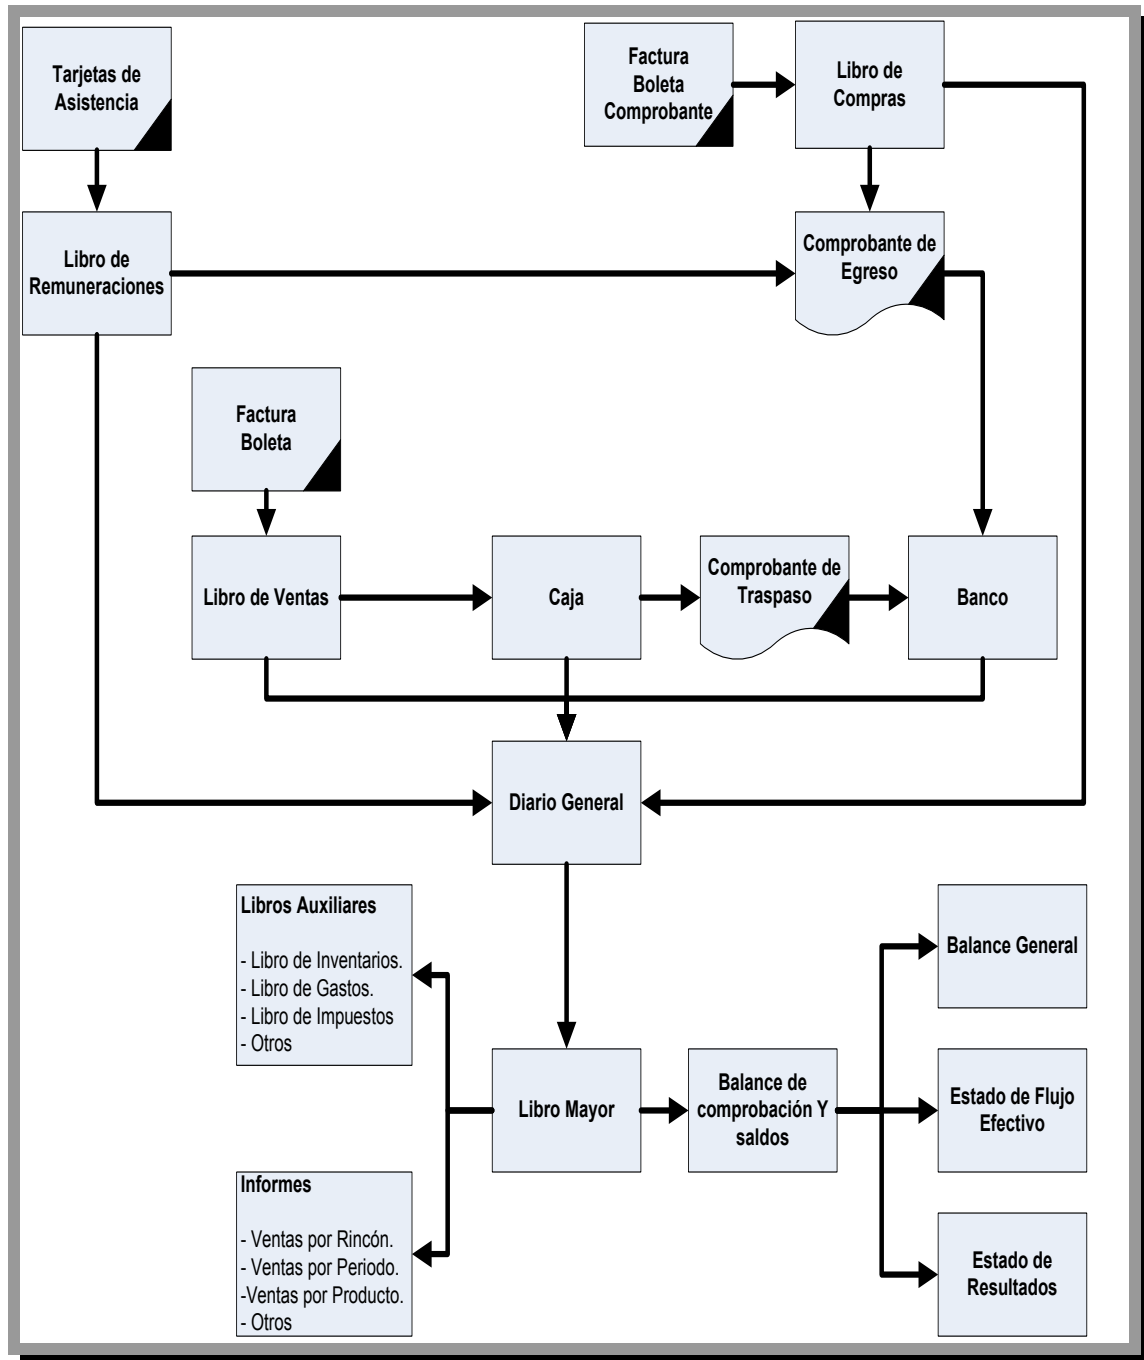 Tarjetas de
Asistencia
Factura
Boleta
Comprobante
Libro de
Compras
Libro de
Remuneraciones
Comprobante de
Egreso
Factura
Boleta
Libro de Ventas
Caja
Comprobante de
Traspaso
Banco
Diario General
Libros Auxiliares
- Libro de Inventarios.
- Libro de Gastos.
- Libro de Impuestos
- Otros
Balance General
Libro Mayor
Balance de
comprobación Y
saldos
Estado de Flujo
Efectivo
Informes
- Ventas por Rincón.
- Ventas por Periodo.
-Ventas por Producto.
- Otros
Estado de
Resultados